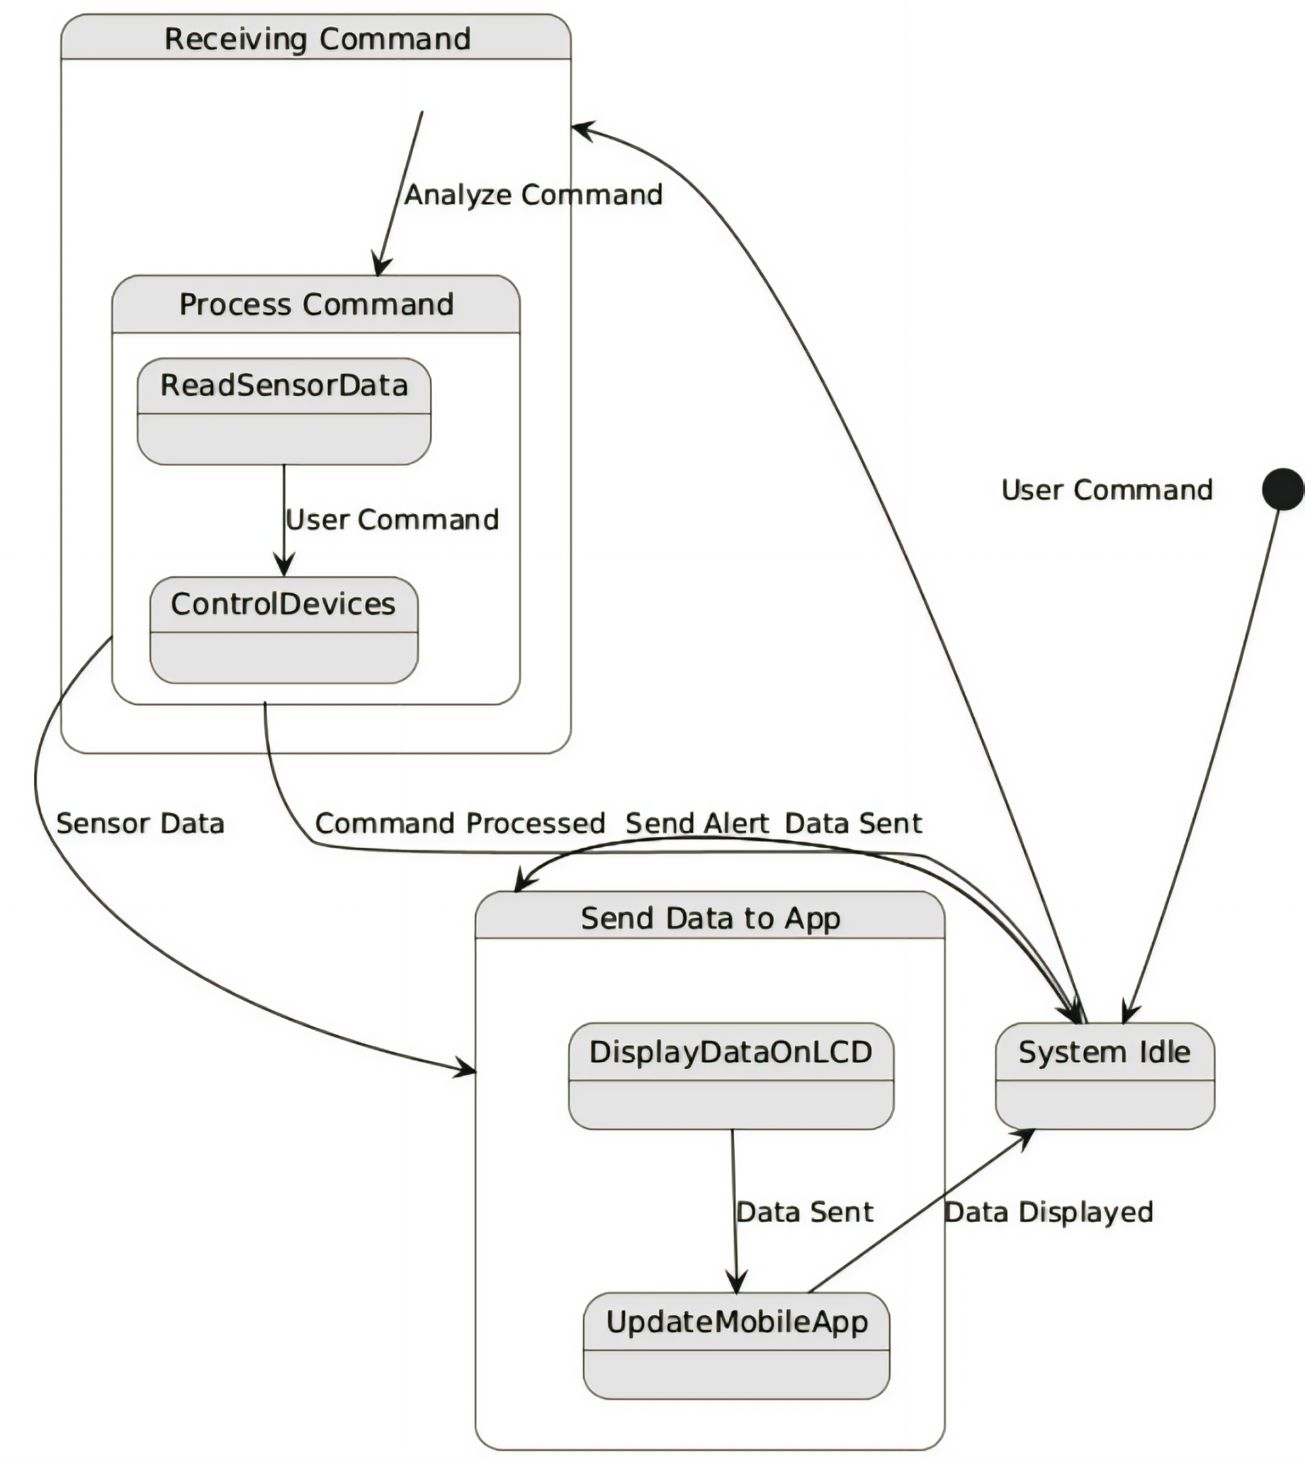 Receiving Command
Analyze Command
Process Command
ReadSensorData
User Command
User Command
ControlDevices
Sensor Data
Command Processed
Send Alert
Data Sent
Send Data to App
DisplayDataOnLCD
System Idle
Data Sent
Data Displayed
UpdateMobileApp